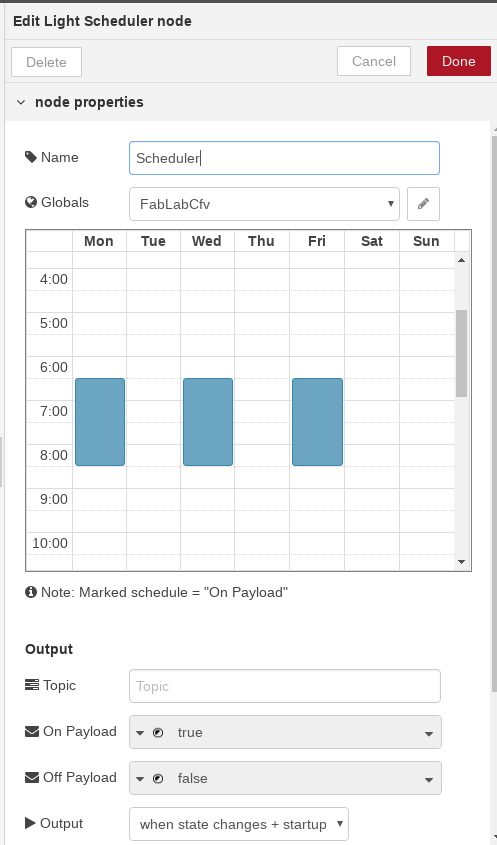 Edit Light Scheduler node
Delete
Cancel
Done
node properties
Name
Scheduler
Globals
FabLabCfv
Mon Tue Wed Thu Fri Sat Sun
4:00
5:00
6:00
7:00
8:00
9:00
10:00
Note: Marked schedule = "On Payload"
Output
Topic
Topic
On Payload
true
Off Payload
false
Output
when state changes + startup